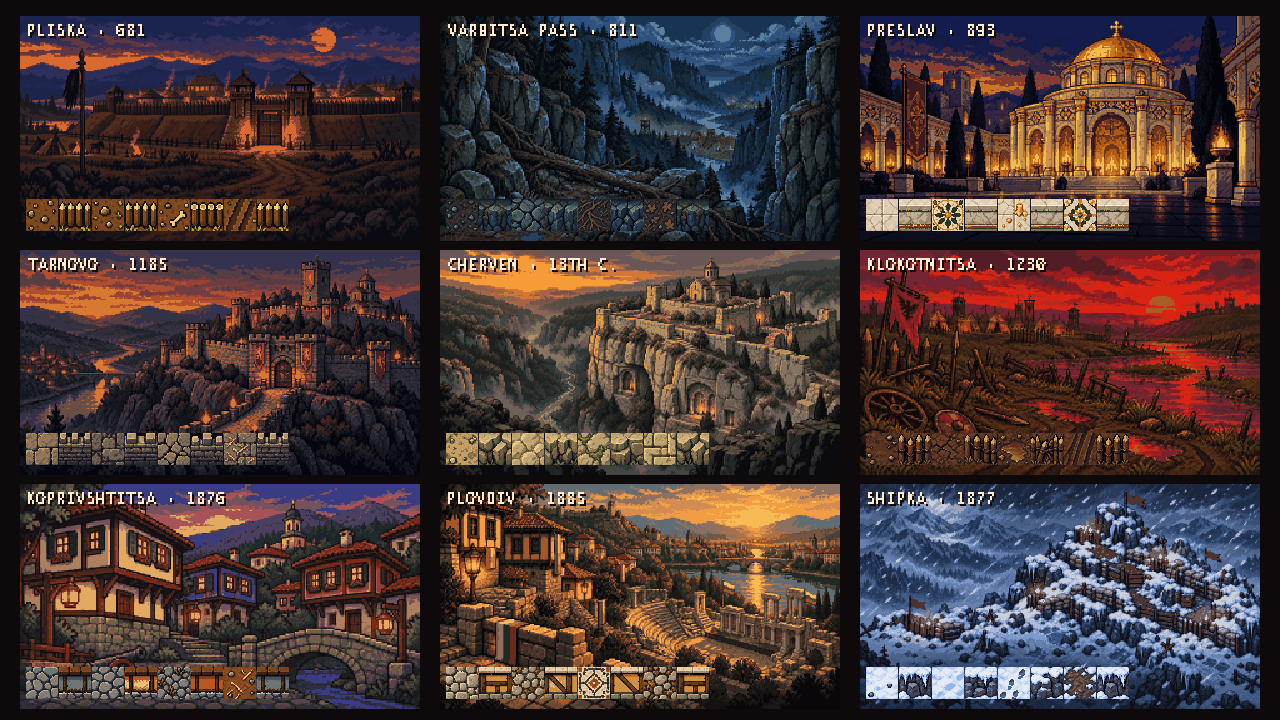 PLISKA · 681
VARBITSA PASS · 811
PRESLAV · 893
TARNOVO · 1185
CHERVEN · 13TH C.
KLOKOTNITSA · 1230
KOPRIVSHTITSA · 1876
PLOVDIV · 1885
SHIPKA · 1877